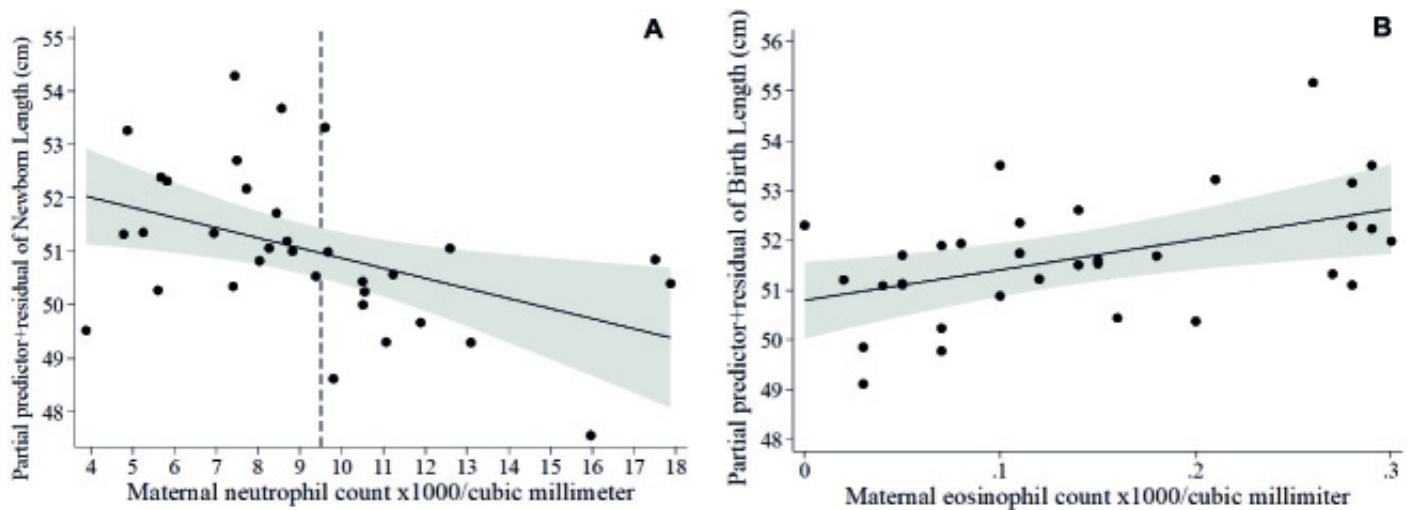 A
Partial predictor+residual of Newborn Length (cm)
55
54
53
52
51
50
49
48
4 5 6 7 8 9 10 11 12 13 14 15 16 17 18
Maternal neutrophil count x1000/cubic millimeter
B
Partial predictor+residual of Birth Length (cm)
56
55
54
53
52
51
50
49
48
0 .1 .2 .3
Maternal eosinophil count x1000/cubic millimiter